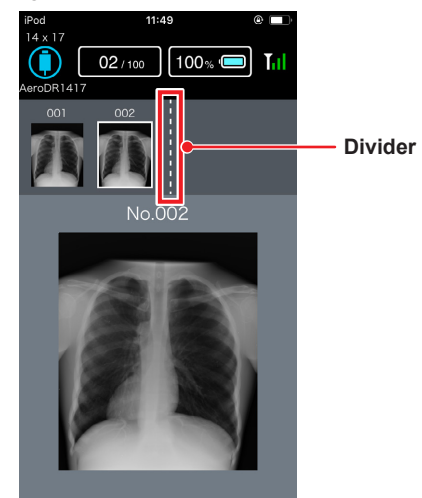 iPod 11:49
14 x 17
02 / 100 100%
AeroDR1417
001 002
Divider
No.002